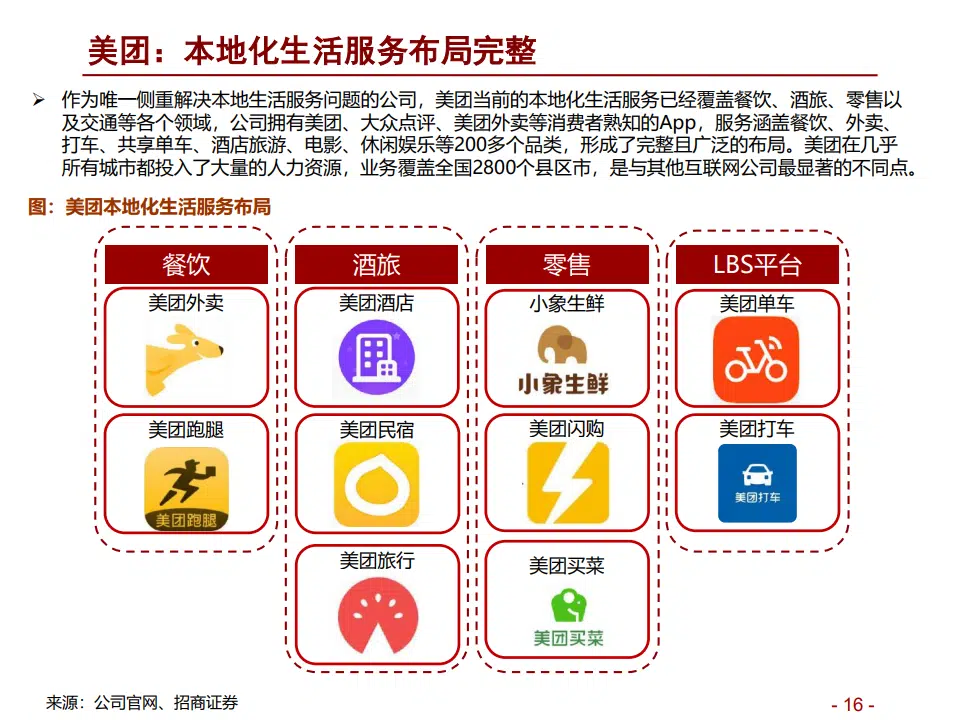 美团：本地化生活服务布局完整
➢ 作为唯一侧重解决本地生活服务问题的公司，美团当前的本地化生活服务已经覆盖餐饮、酒旅、零售以
及交通等各个领域，公司拥有美团、大众点评、美团外卖等消费者熟知的App，服务涵盖餐饮、外卖、
打车、共享单车、酒店旅游、电影、休闲娱乐等200多个品类，形成了完整且广泛的布局。美团在几乎
所有城市都投入了大量的人力资源，业务覆盖全国2800个县区市，是与其他互联网公司最显著的不同点。
图：美团本地化生活服务布局
餐饮
美团外卖
美团跑腿
美团跑腿
酒旅
美团酒店
美团民宿
美团旅行
零售
小象生鲜
小象生鲜
美团闪购
美团买菜
美团买菜
LBS平台
美团单车
美团打车
美团打车
来源：公司官网、招商证券
- 16 -